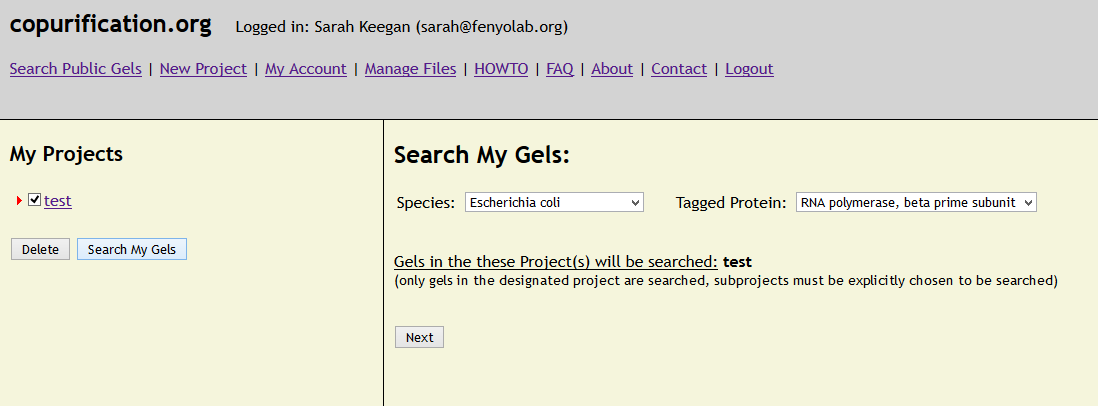 copurification.org Logged in: Sarah Keegan (sarah@fenyolab.org)
Search Public Gels | New Project | My Account | Manage Files | HOWTO | FAQ | About | Contact | Logout
My Projects
test
Delete Search My Gels
Search My Gels:
Species: Escherichia coli Tagged Protein: RNA polymerase, beta prime subunit
Gels in the these Project(s) will be searched: test
(only gels in the designated project are searched, subprojects must be explicitly chosen to be searched)
Next